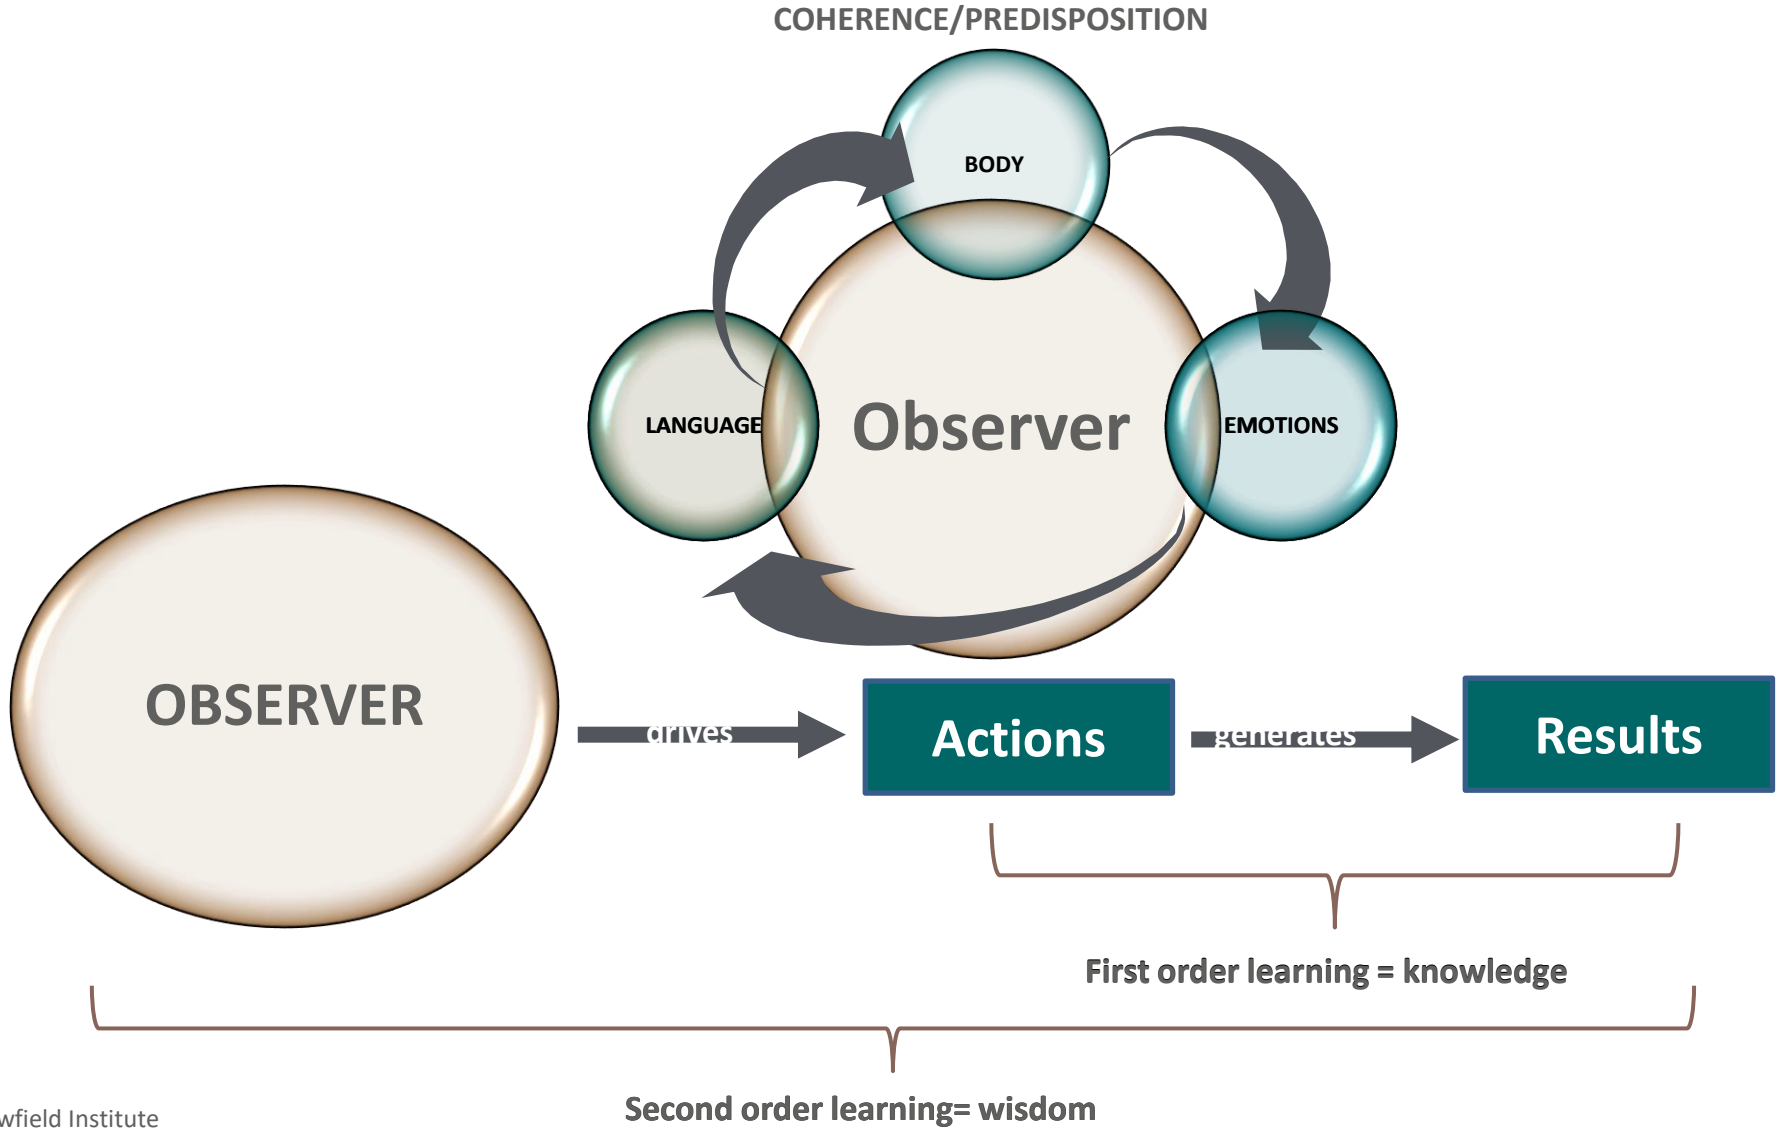 COHERENCE/PREDISPOSITION
BODY
LANGUAGE
Observer
EMOTIONS
OBSERVER
drives
Actions
generates
Results
First order learning = knowledge
Second order learning= wisdom
wfield Institute